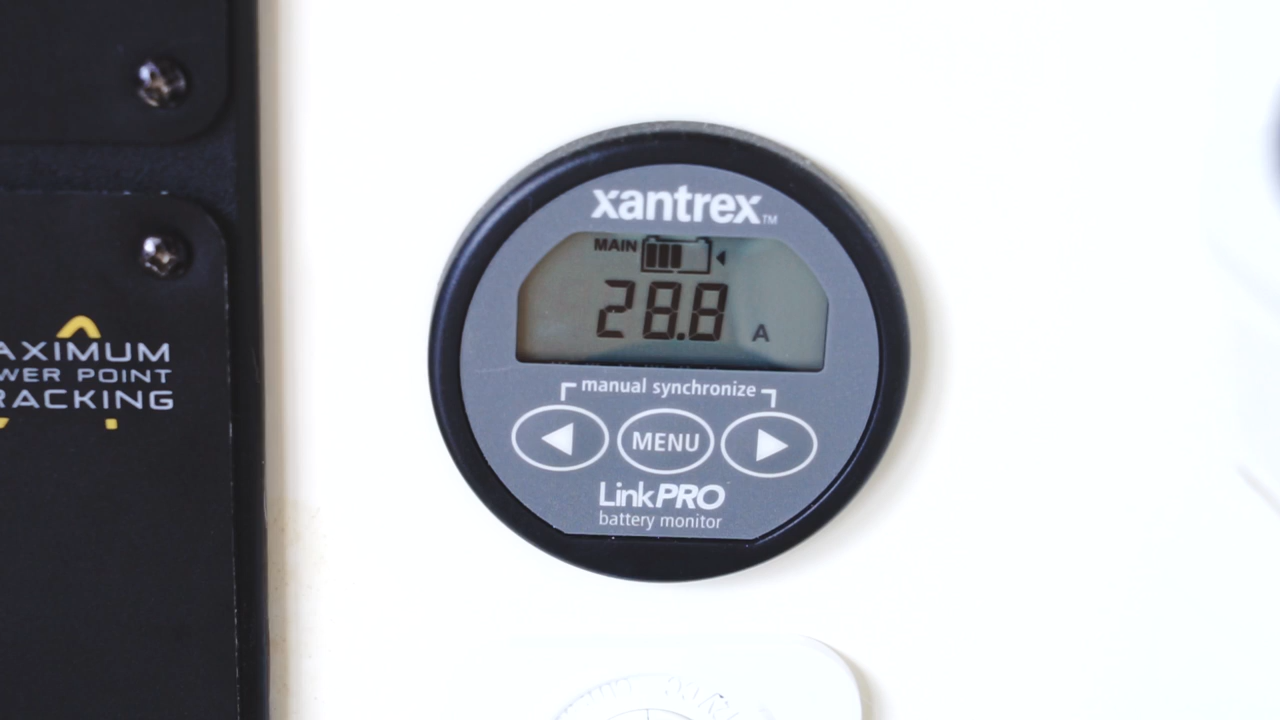 AXIMUM
WER POINT
RACKING
xantrex™
MAIN
28.8 A
manual synchronize
MENU
LinkPRO
battery monitor